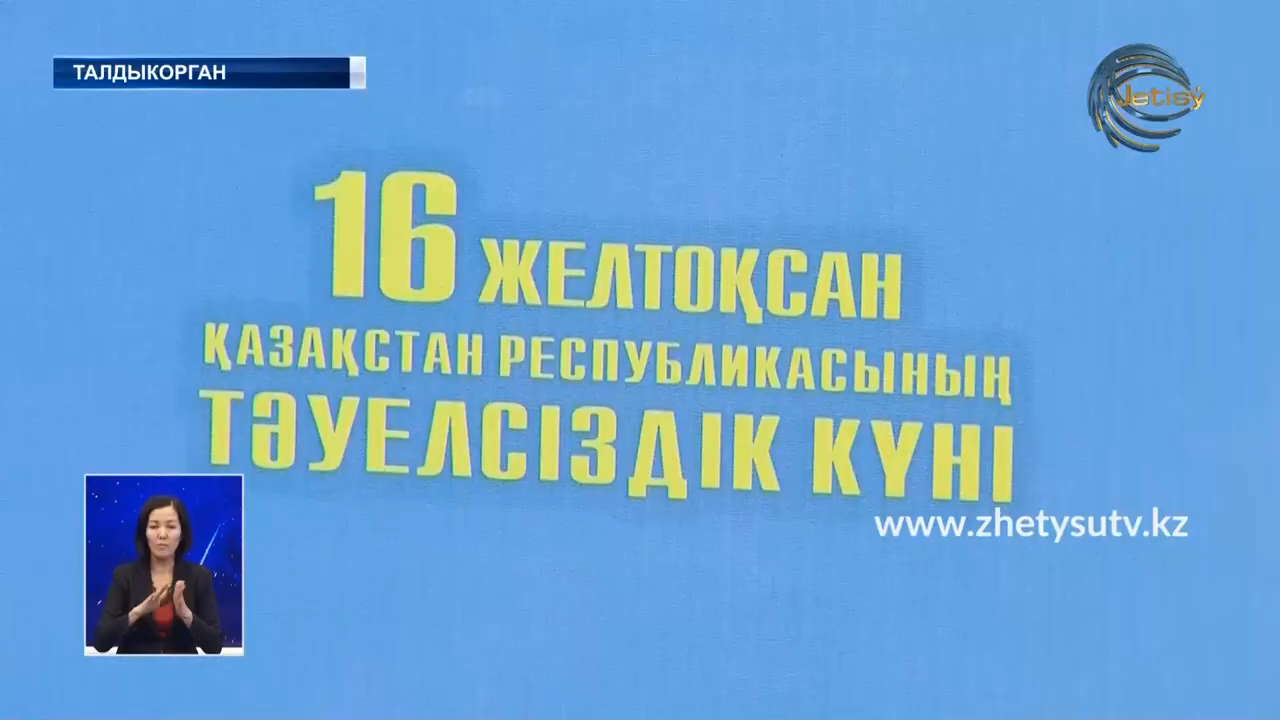 ТАЛДЫКОРГАН
Jetisý
16 ЖЕЛТОҚСАН
ҚАЗАҚСТАН РЕСПУБЛИКАСЫНЫҢ
ТӘУЕЛСІЗДІК КҮНІ
www.zhetysutv.kz